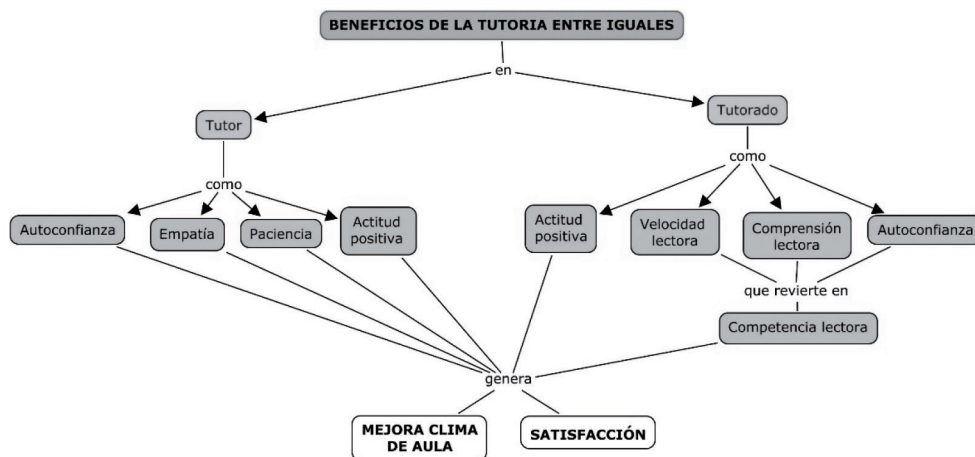 BENEFICIOS DE LA TUTORIA ENTRE IGUALES
en
Tutor
Tutorado
como
como
Autoconfianza
Empatía
Paciencia
Actitud
positiva
Actitud
positiva
Velocidad
lectora
Comprensión
lectora
Autoconfianza
que revierte en
Competencia lectora
genera
MEJORA CLIMA
DE AULA
SATISFACCIÓN